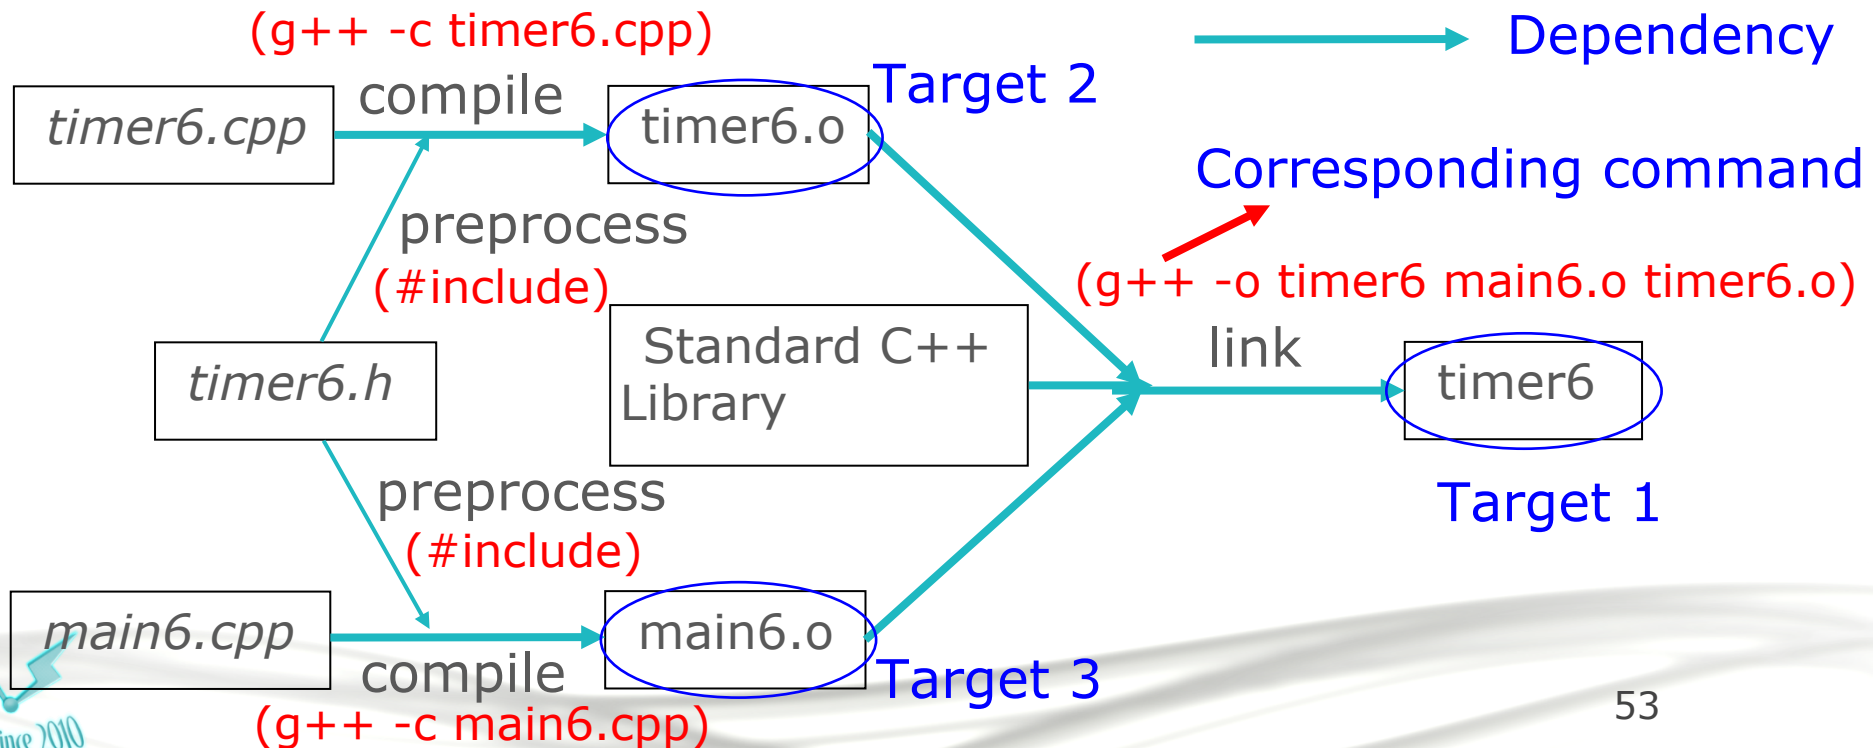 (g++ -c timer6.cpp)
Dependency
compile
Target 2
timer6.cpp
timer6.o
Corresponding command
preprocess
(#include)
(g++ -o timer6 main6.o timer6.o)
Standard C++
Library
link
timer6.h
timer6
preprocess
(#include)
Target 1
main6.cpp
main6.o
compile
Target 3
(g++ -c main6.cpp)
53
2010